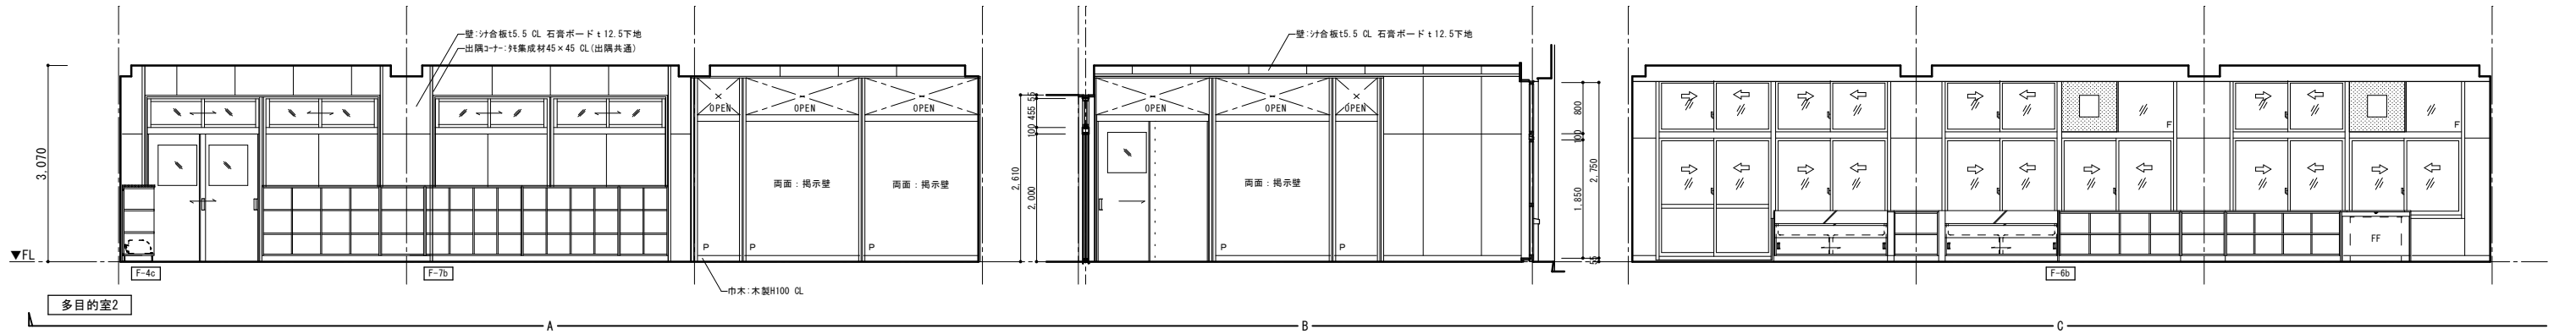 壁:シナ合板t5.5 CL 石膏ボードt12.5下地
出隅コーナー:タモ集成材45×45 CL(出隅共通)
壁:シナ合板t5.5 CL 石膏ボードt12.5下地
3,070
OPEN
OPEN
OPEN
両面:掲示壁
両面:掲示壁
P
P
P
▼FL
F-4c
F-7b
巾木:木製H100 CL
多目的室2
A
55
455
100
2,610
2,000
OPEN
OPEN
OPEN
両面:掲示壁
P
P
B
800
100
2,750
1,850
55
F
F
FF
F-6b
C